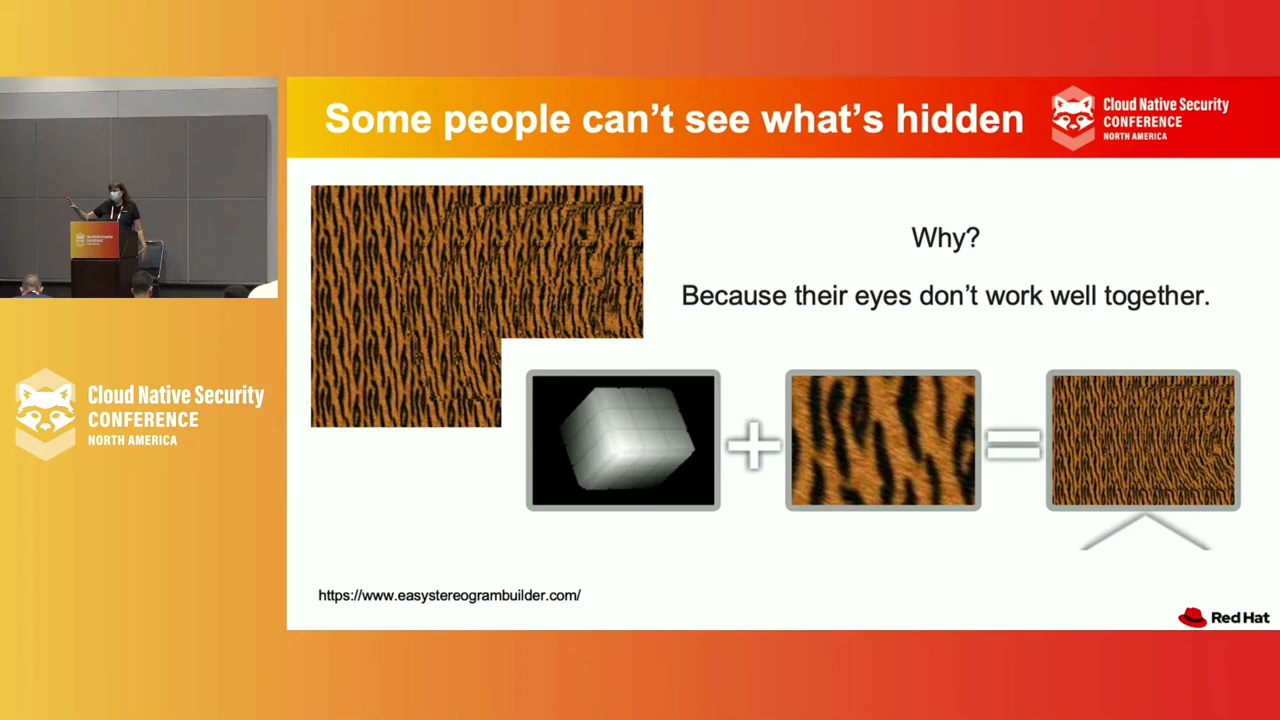 Some people can't see what's hidden
Cloud Native Security
CONFERENCE
NORTH AMERICA
Why?
Because their eyes don't work well together.
Cloud Native Security
CONFERENCE
NORTH AMERICA
https://www.easystereogrambuilder.com/
Red Hat